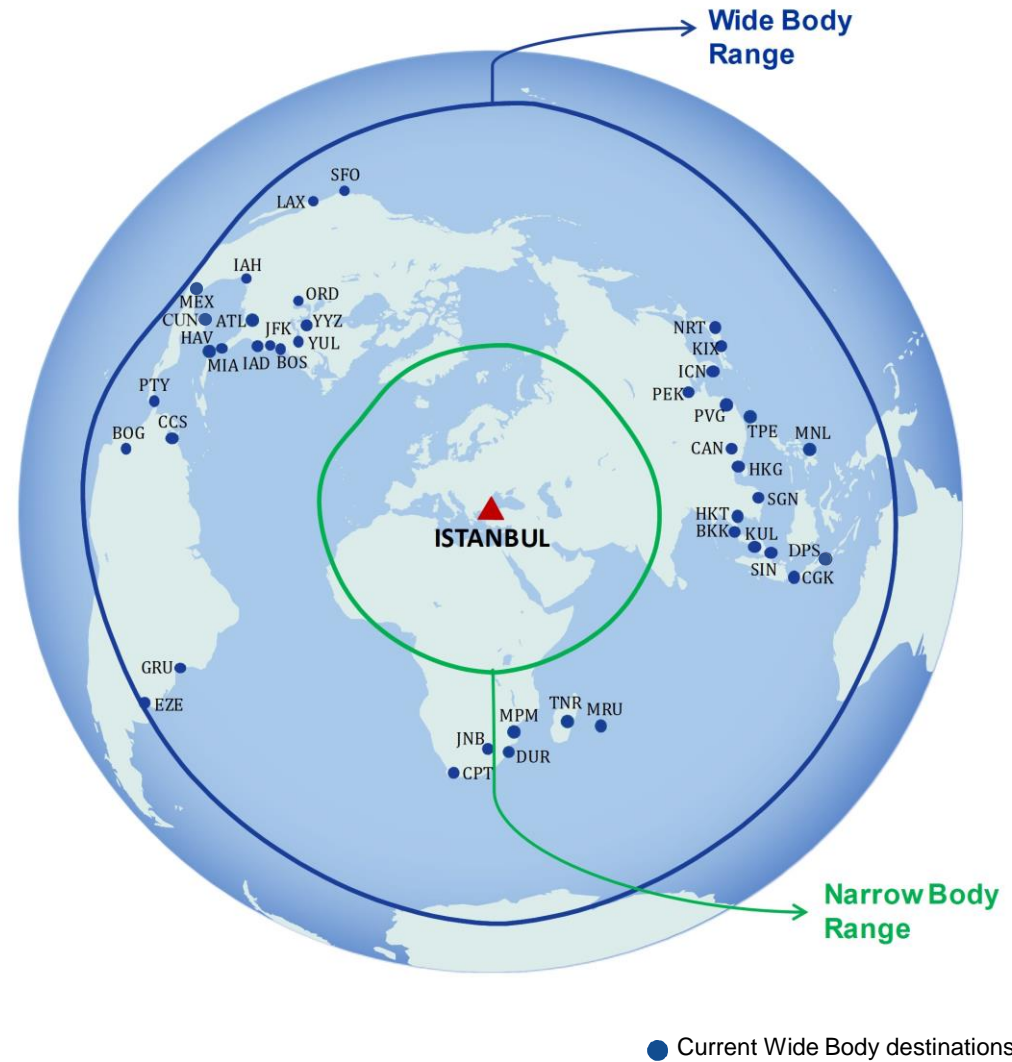 Wide Body
Range
SFO
LAX
IAH
MEX
ORD
CUN
ATL
JFK
YYZ
HAV
MIA
IAD
BOS
YUL
PTY
CCS
BOG
NRT
KIX
ICN
PEK
PVG
TPE
MNL
CAN
HKG
SGN
HKT
BKK
KUL
DPS
SIN
CGK
ISTANBUL
GRU
EZE
TNR
MRU
MPM
JNB
DUR
CPT
Narrow Body
Range
Current Wide Body destinations